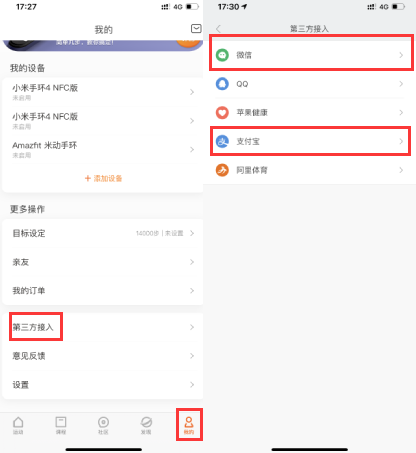 17:27
4G
我的
我的设备
小米手环4 NFC版
未启用
小米手环4 NFC版
未启用
Amazfit 米动手环
未启用
+ 添加设备
更多操作
目标设定
14000步 | 未设置
亲友
我的订单
第三方接入
意见反馈
设置
运动
课程
社区
发现
我的
17:30
4G
第三方接入
微信
QQ
苹果健康
支付宝
阿里体育